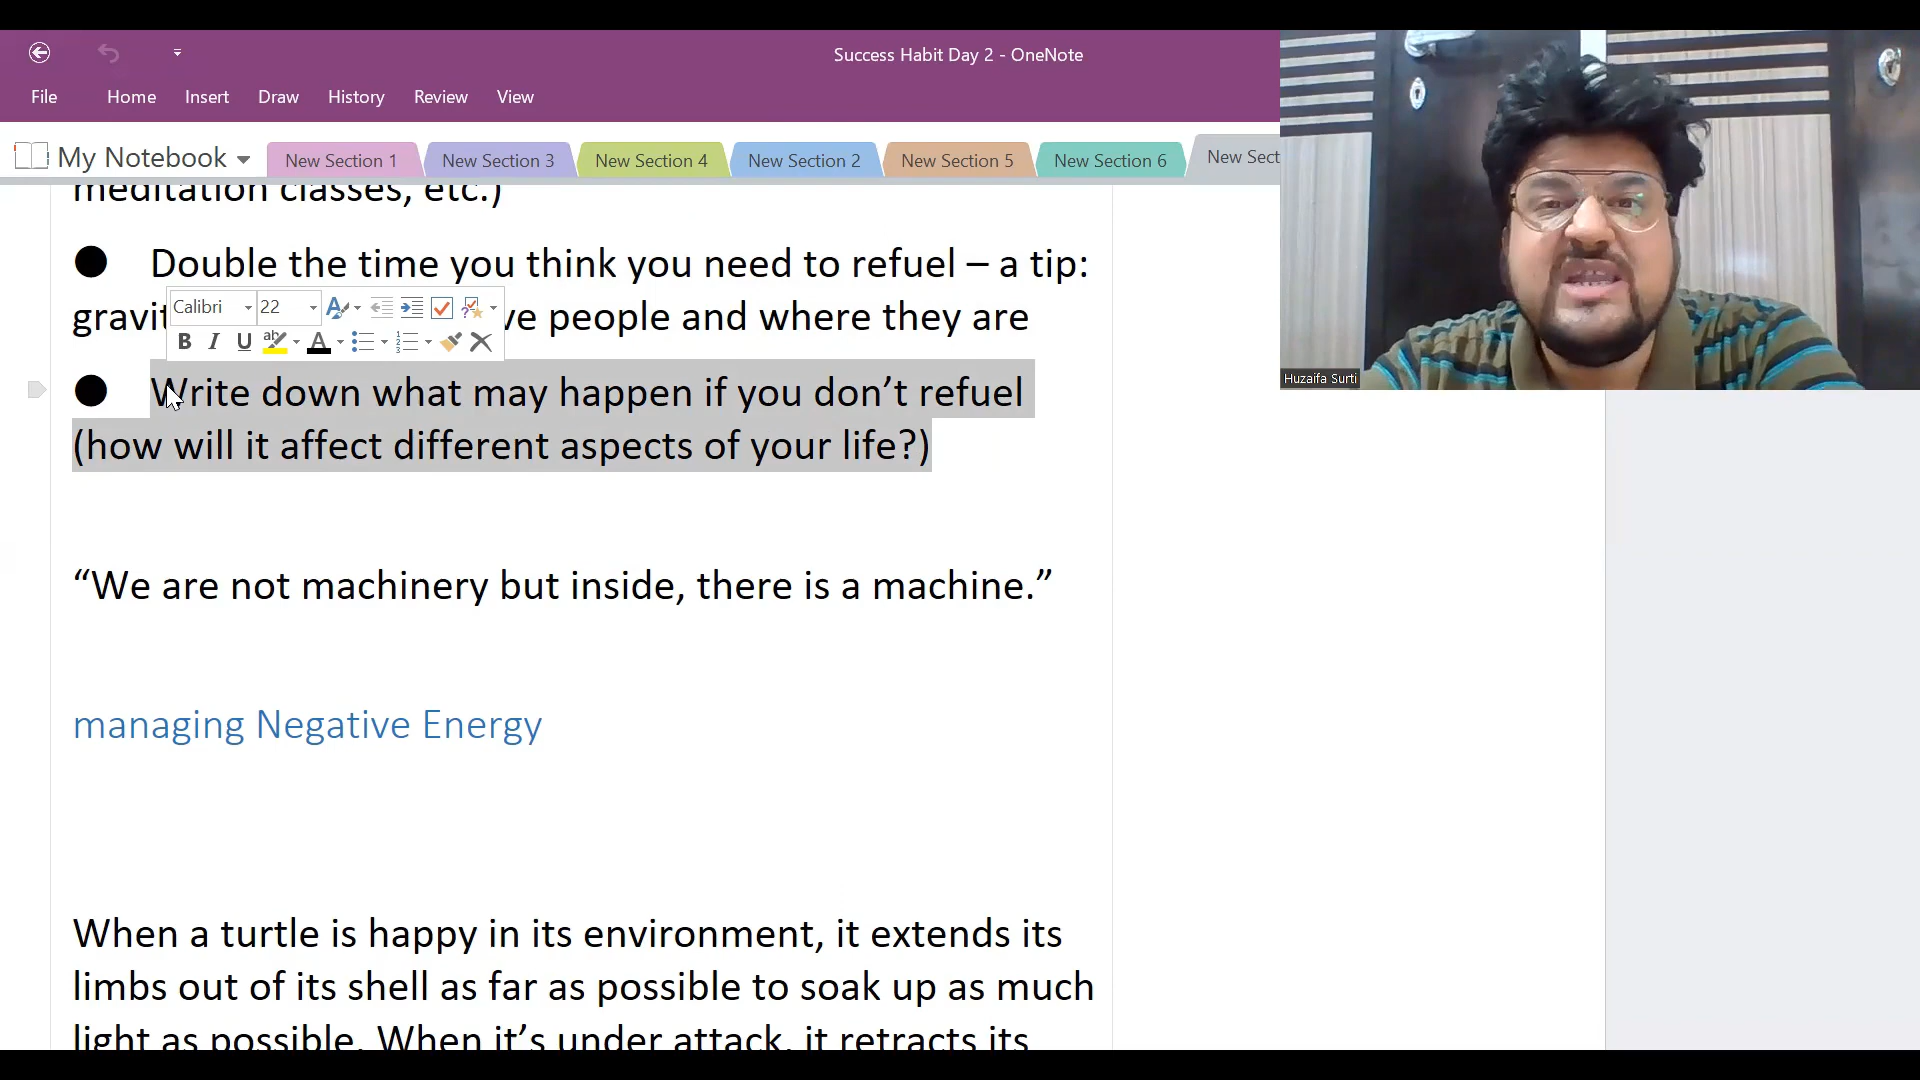 Success Habit Day 2 - OneNote
File Home Insert Draw History Review View
My Notebook New Section 1 New Section 3 New Section 4 New Section 2 New Section 5 New Section 6 New Sect
meditation classes, etc.)
● Double the time you think you need to refuel – a tip:
Calibri 22
gravit ve people and where they are
B I U ab A
● Write down what may happen if you don’t refuel
(how will it affect different aspects of your life?)
“We are not machinery but inside, there is a machine.”
managing Negative Energy
When a turtle is happy in its environment, it extends its
limbs out of its shell as far as possible to soak up as much
light as possible. When it’s under attack, it retracts its
Huzaifa Surti